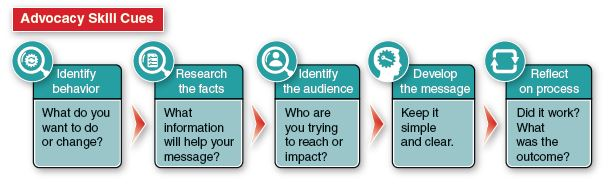 Advocacy Skill Cues
Identify
behavior
What do you
want to do
or change?
Research
the facts
What
information
will help your
message?
Identify
the audience
Who are
you trying
to reach or
impact?
Develop
the message
Keep it
simple
and clear.
Reflect
on process
Did it work?
What
was the
outcome?